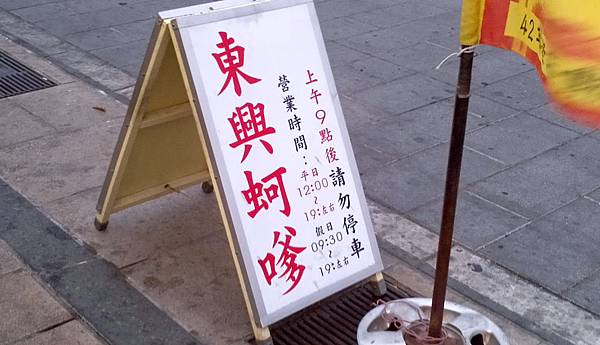 上午9點後請勿停車
營業時間：
平日
12:00
～
19:左右
假日
09:30
～
19:左右
東興蚵嗲